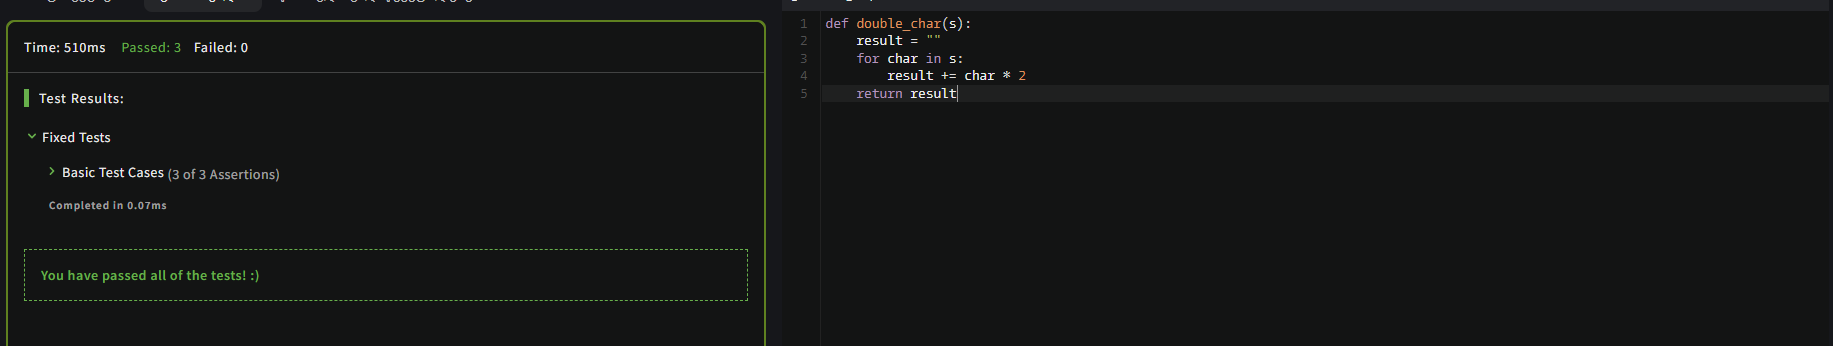 Time: 510ms Passed: 3 Failed: 0
Test Results:
Fixed Tests
Basic Test Cases (3 of 3 Assertions)
Completed in 0.07ms
You have passed all of the tests! :)
1 def double_char(s):
2     result = ""
3     for char in s:
4         result += char * 2
5     return result